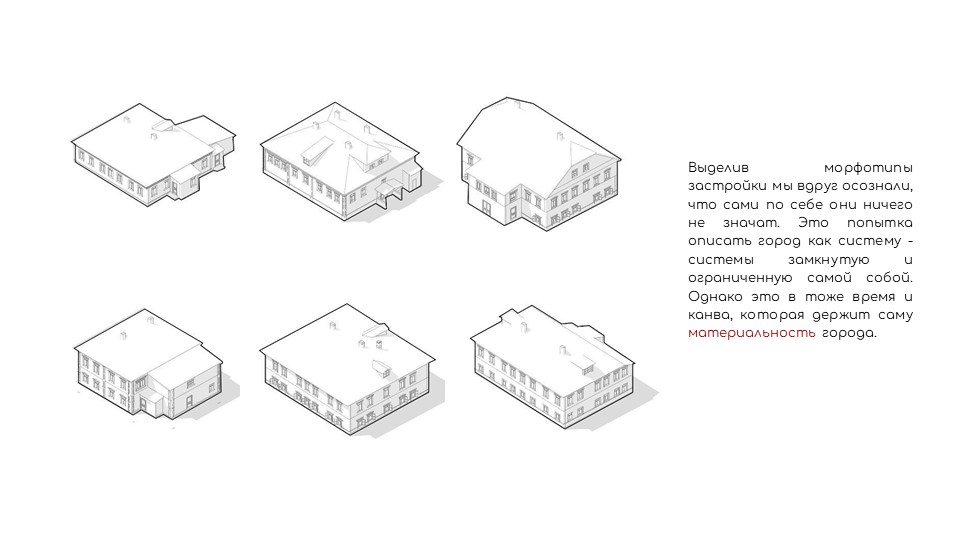 Выделив морфотипы
застройки мы вдруг осознали,
что сами по себе они ничего
не значат. Это попытка
описать город как систему -
системы замкнутую и
ограниченную самой собой.
Однако это в тоже время и
канва, которая держит саму
материальность города.